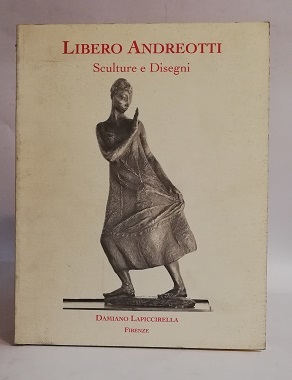 LIBERO ANDREOTTI
Sculture e Disegni
DAMIANO LAPICCIRELLA
FIRENZE